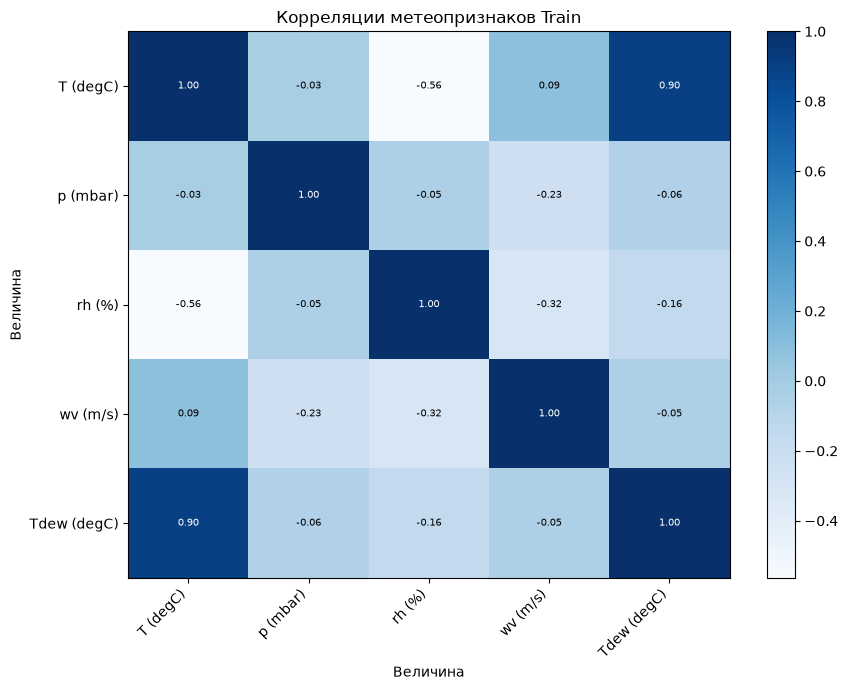 Корреляции метеопризнаков Train
T (degC) 1.00 -0.03 -0.56 0.09 0.90
p (mbar) -0.03 1.00 -0.05 -0.23 -0.06
rh (%) -0.56 -0.05 1.00 -0.32 -0.16
wv (m/s) 0.09 -0.23 -0.32 1.00 -0.05
Tdew (degC) 0.90 -0.06 -0.16 -0.05 1.00
T (degC) p (mbar) rh (%) wv (m/s) Tdew (degC)
Величина
Величина
1.0
0.8
0.6
0.4
0.2
0.0
−0.2
−0.4